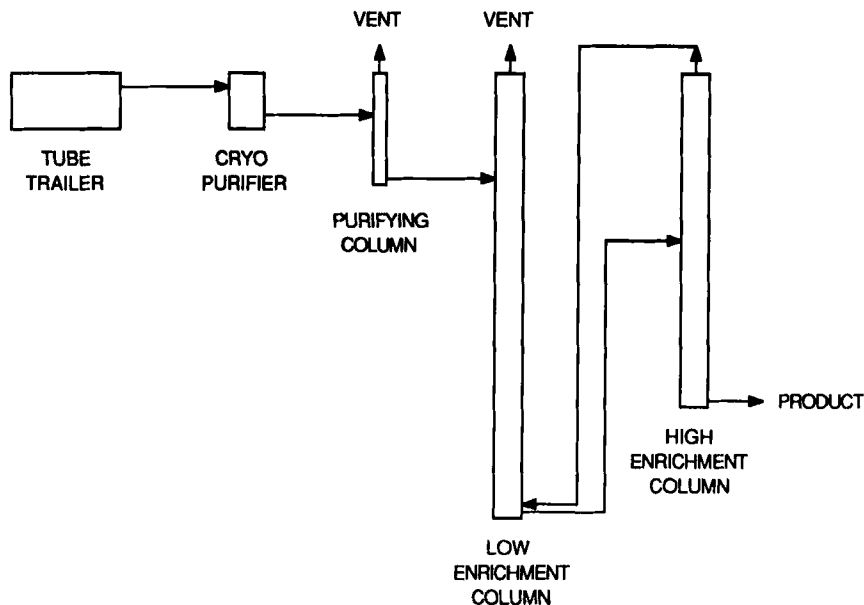 VENT
VENT
TUBE
TRAILER
CRYO
PURIFIER
PURIFYING
COLUMN
PRODUCT
HIGH
ENRICHMENT
COLUMN
LOW
ENRICHMENT
COLUMN